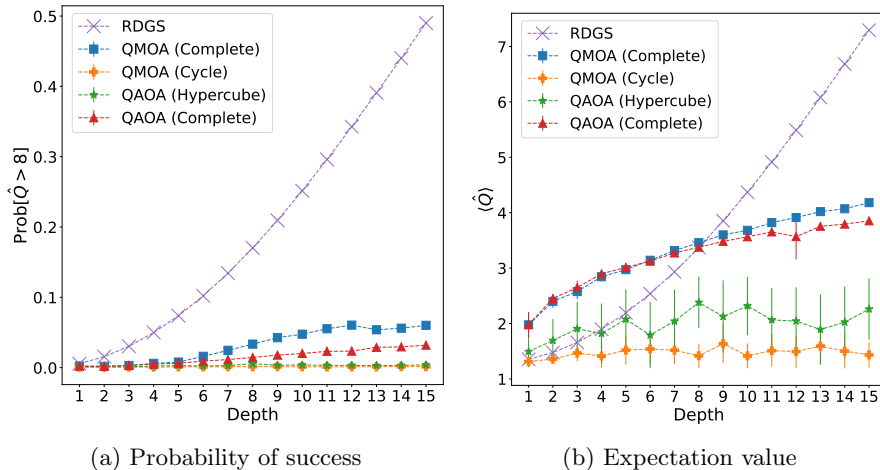 0.5
0.4
0.3
0.2
0.1
0.0
Prob[Q̂ > 8]
RDGS
QMOA (Complete)
QMOA (Cycle)
QAOA (Hypercube)
QAOA (Complete)
1 2 3 4 5 6 7 8 9 10 11 12 13 14 15
Depth
(a) Probability of success
7
6
5
4
3
2
1
⟨Q̂⟩
RDGS
QMOA (Complete)
QMOA (Cycle)
QAOA (Hypercube)
QAOA (Complete)
1 2 3 4 5 6 7 8 9 10 11 12 13 14 15
Depth
(b) Expectation value